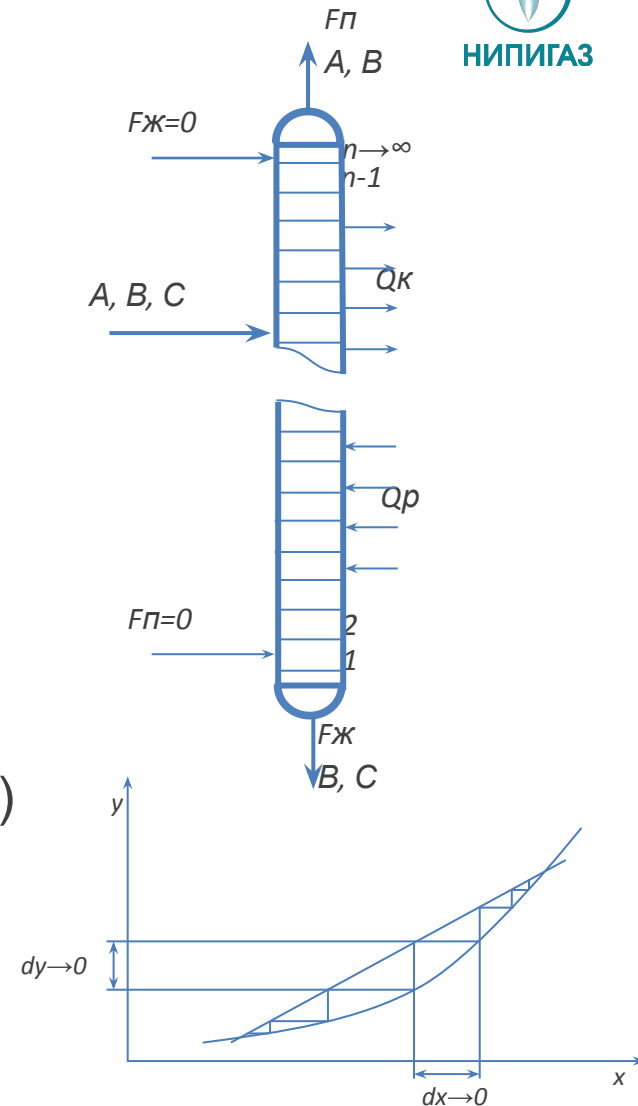 Fп
A, B
НИПИГАЗ
Fж=0
n→∞
n-1
Qк
A, B, C
Qр
Fп=0
2
1
Fж
B, C
)
y
dy→0
x
dx→0